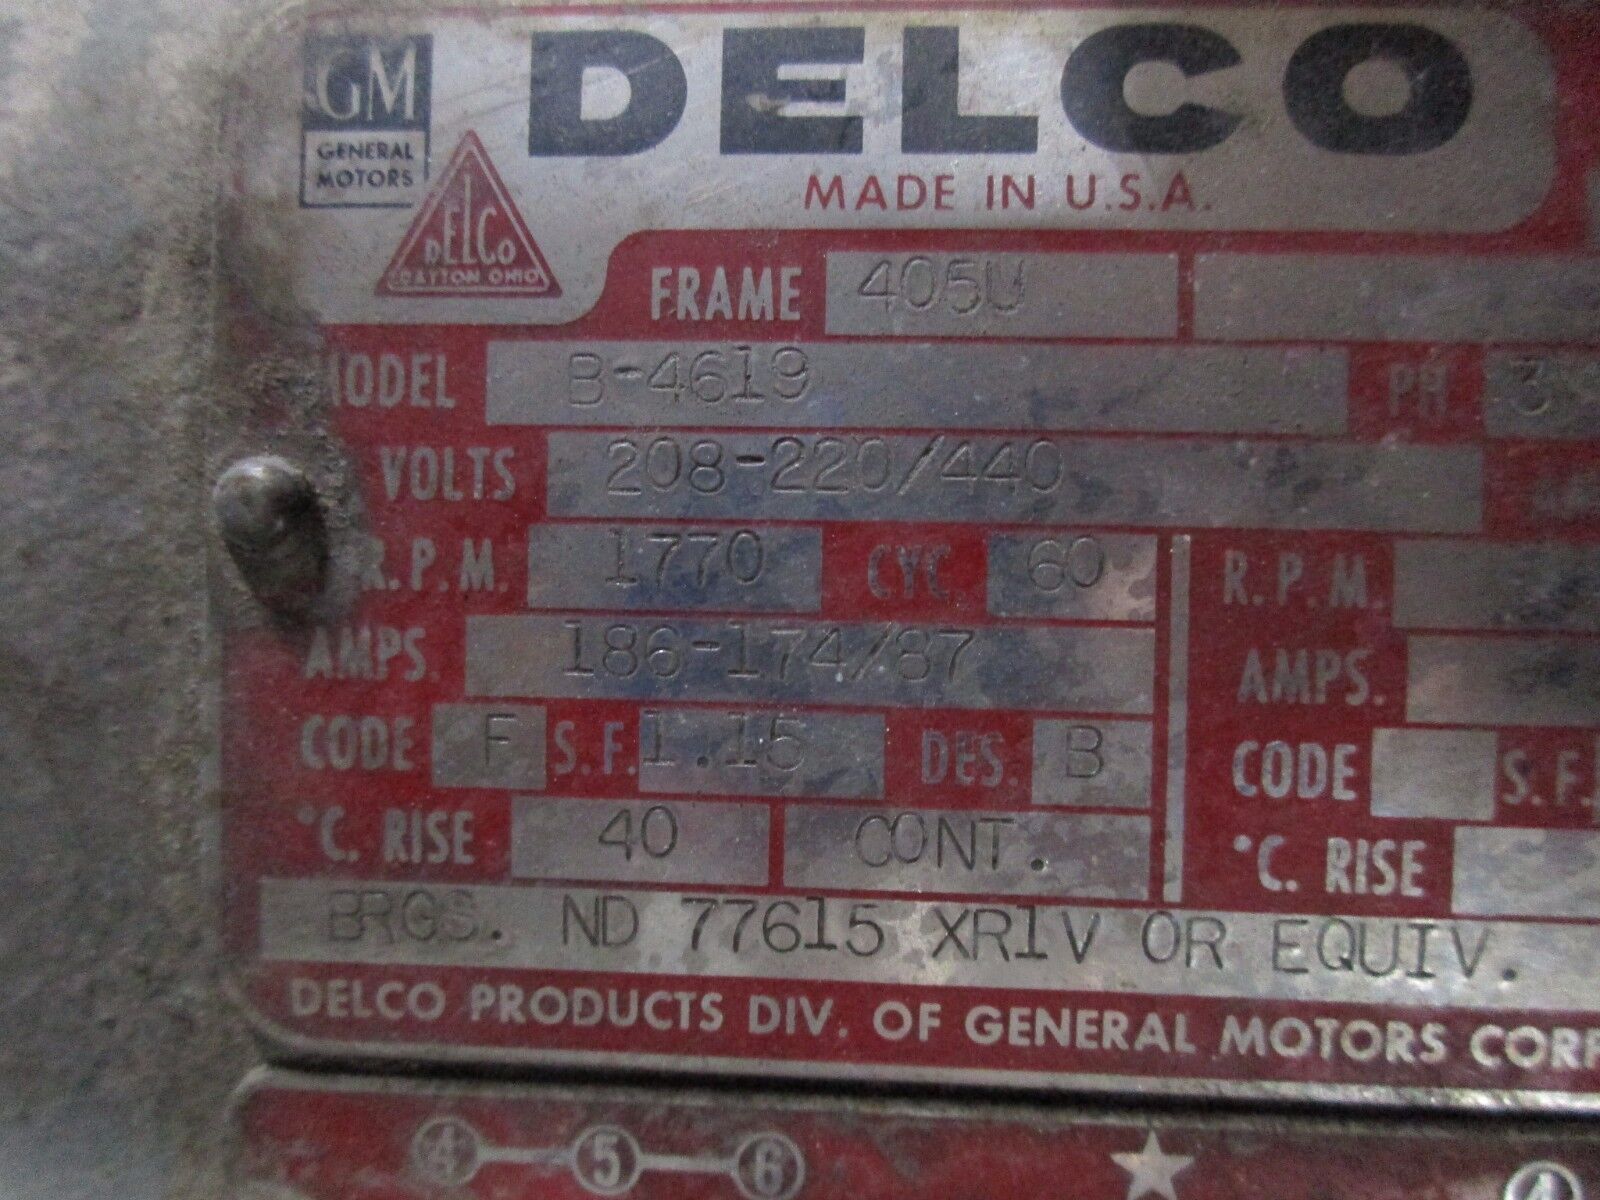 GM DELCO
GENERAL
MOTORS
MADE IN U.S.A.
DELCO
DAYTON OHIO
FRAME 405U
MODEL B-4619 PH 3
VOLTS 208-220/440
R.P.M. 1770 CYC. 60 R.P.M.
AMPS. 186-174/87 AMPS.
CODE F S.F. 1.15 DES. B CODE S.F.
°C. RISE 40 CONT. °C. RISE
BRGS. ND 77615 XR1V OR EQUIV.
DELCO PRODUCTS DIV. OF GENERAL MOTORS CORP
4 5 6
4